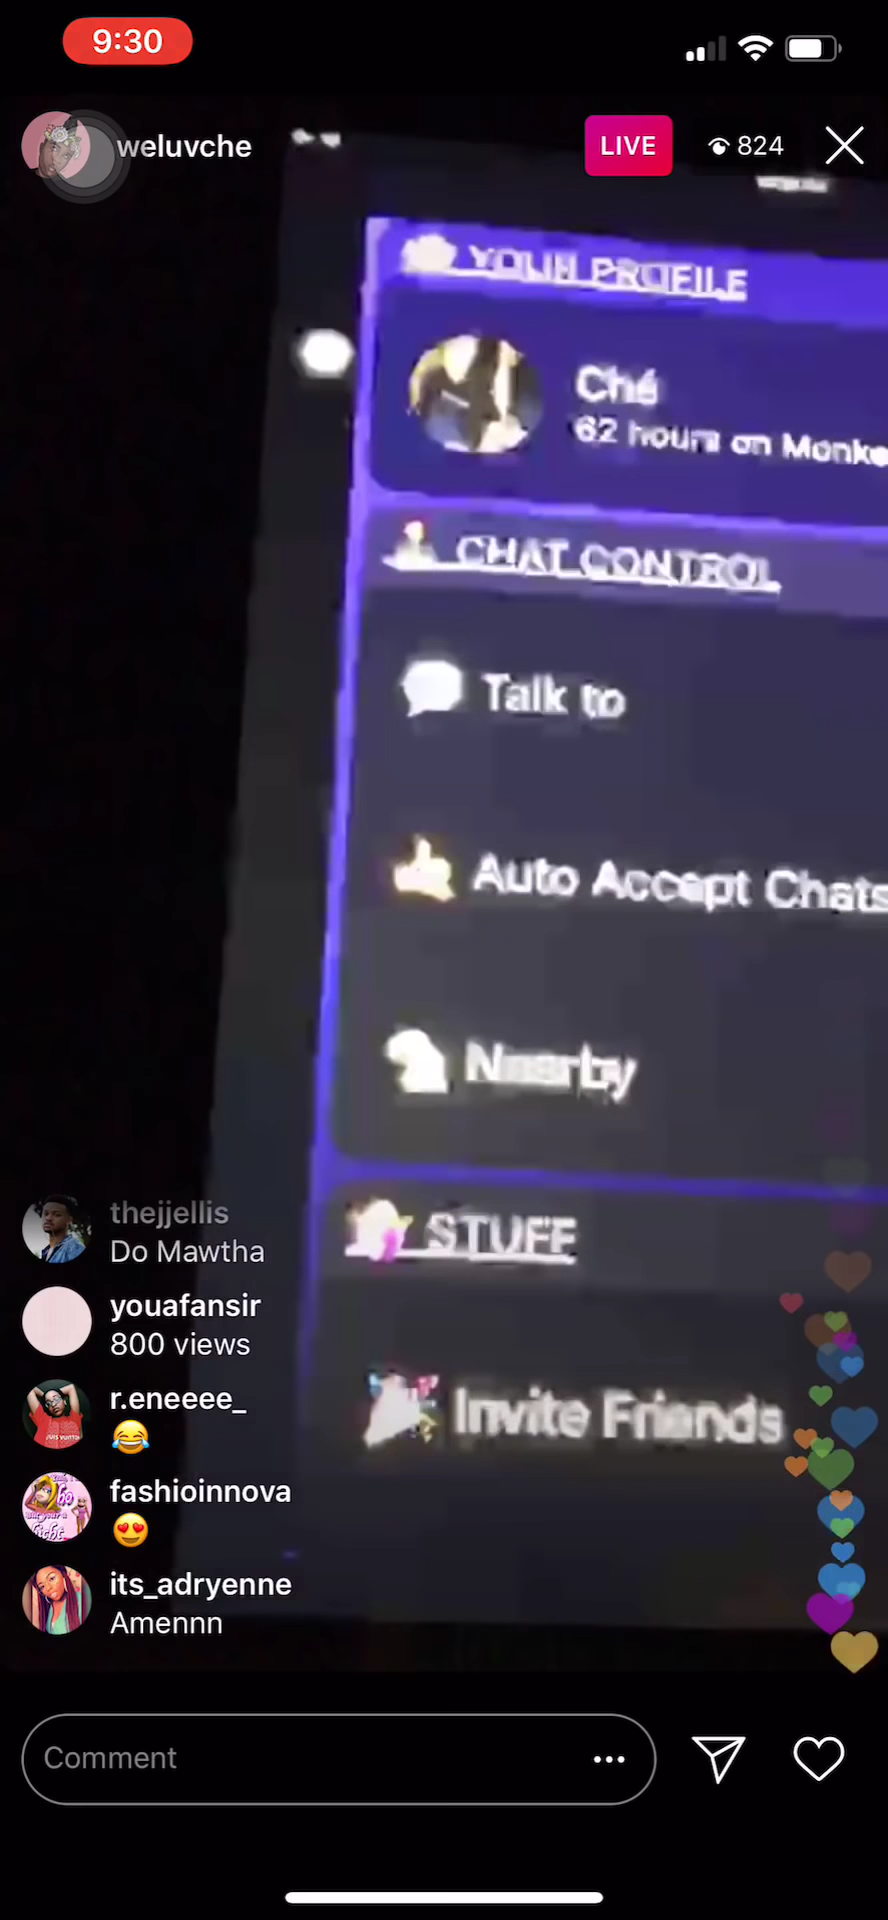 9:30
weluvche
LIVE
824
YOUR PROFILE
Ché
62 hours on Monke
CHAT CONTROL
Talk to
Auto Accept Chats
Nearby
STUFF
Invite Friends
thejjellis
Do Mawtha
youafansir
800 views
r.eneeee_
😂
fashioinnova
😍
its_adryenne
Amennn
Comment